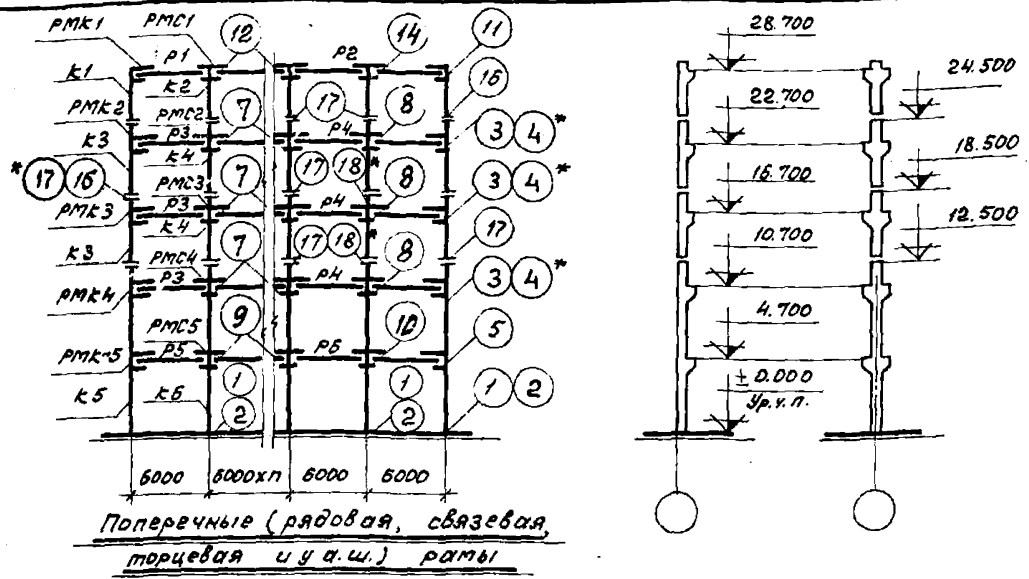 РМК1 РМС1 12 14 11
Р1 Р2
К1 К2 16
РМК2 РМС2 7 17 8
Р3 Р4 3 4*
К3 К4
*17 16 РМС3 7 17 18* 8 3 4*
РМК3 Р3 Р4
К4 17
К3 РМС4 7 17 18* 8
РМК4 Р3 Р4 3 4*
РМС5 9 10 5
РМК-5 Р5 Р6
К5 К6 1 1 1 2
2 2
6000 6000хп 6000 6000
Поперечные (рядовая, связевая,
торцевая и у а.ш.) рамы
28.700
24.500
22.700
18.500
16.700
12.500
10.700
4.700
±0.000
Ур.ч.п.